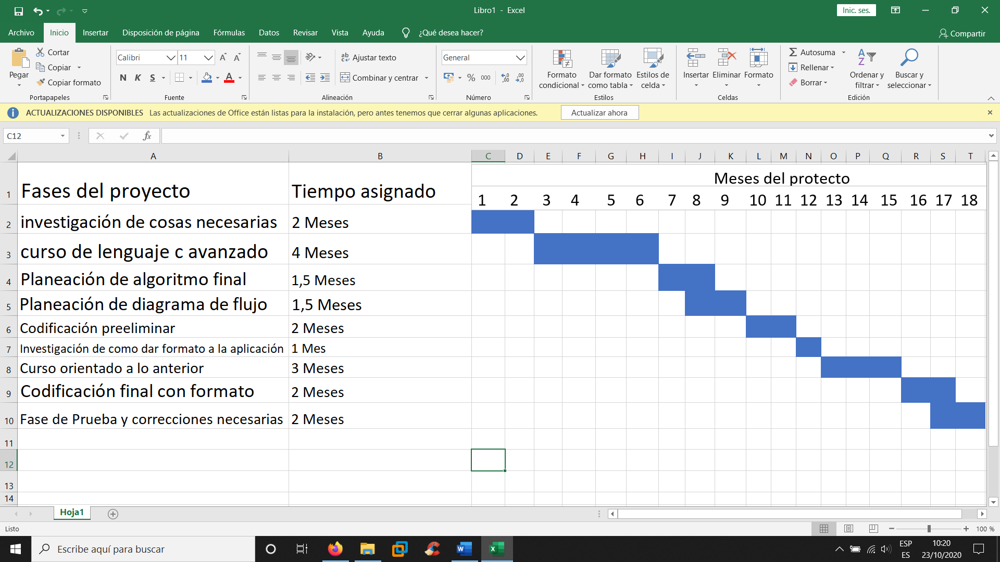 Libro1 - Excel
Inic. ses.
Archivo Inicio Insertar Disposición de página Fórmulas Datos Revisar Vista Ayuda ¿Qué desea hacer? Compartir
Pegar
Cortar
Copiar
Copiar formato
Portapapeles
Calibri 11
N K S A
Fuente
Ajustar texto
Combinar y centrar
Alineación
General
% 000
Número
Formato condicional
Dar formato como tabla
Estilos de celda
Estilos
Insertar Eliminar Formato
Celdas
Autosuma
Rellenar
Borrar
Ordenar y filtrar
Buscar y seleccionar
Edición
ACTUALIZACIONES DISPONIBLES Las actualizaciones de Office están listas para la instalación, pero antes tenemos que cerrar algunas aplicaciones. Actualizar ahora
C12 fx
A B C D E F G H I J K L M N O P Q R S T
Meses del protecto
1 Fases del proyecto Tiempo asignado 1 2 3 4 5 6 7 8 9 10 11 12 13 14 15 16 17 18
2 investigación de cosas necesarias 2 Meses
3 curso de lenguaje c avanzado 4 Meses
4 Planeación de algoritmo final 1,5 Meses
5 Planeación de diagrama de flujo 1,5 Meses
6 Codificación preeliminar 2 Meses
7 Investigación de como dar formato a la aplicación 1 Mes
8 Curso orientado a lo anterior 3 Meses
9 Codificación final con formato 2 Meses
10 Fase de Prueba y correcciones necesarias 2 Meses
11
12
13
14
Hoja1
Listo 100 %
Escribe aquí para buscar
ESP
ES
10:20
23/10/2020